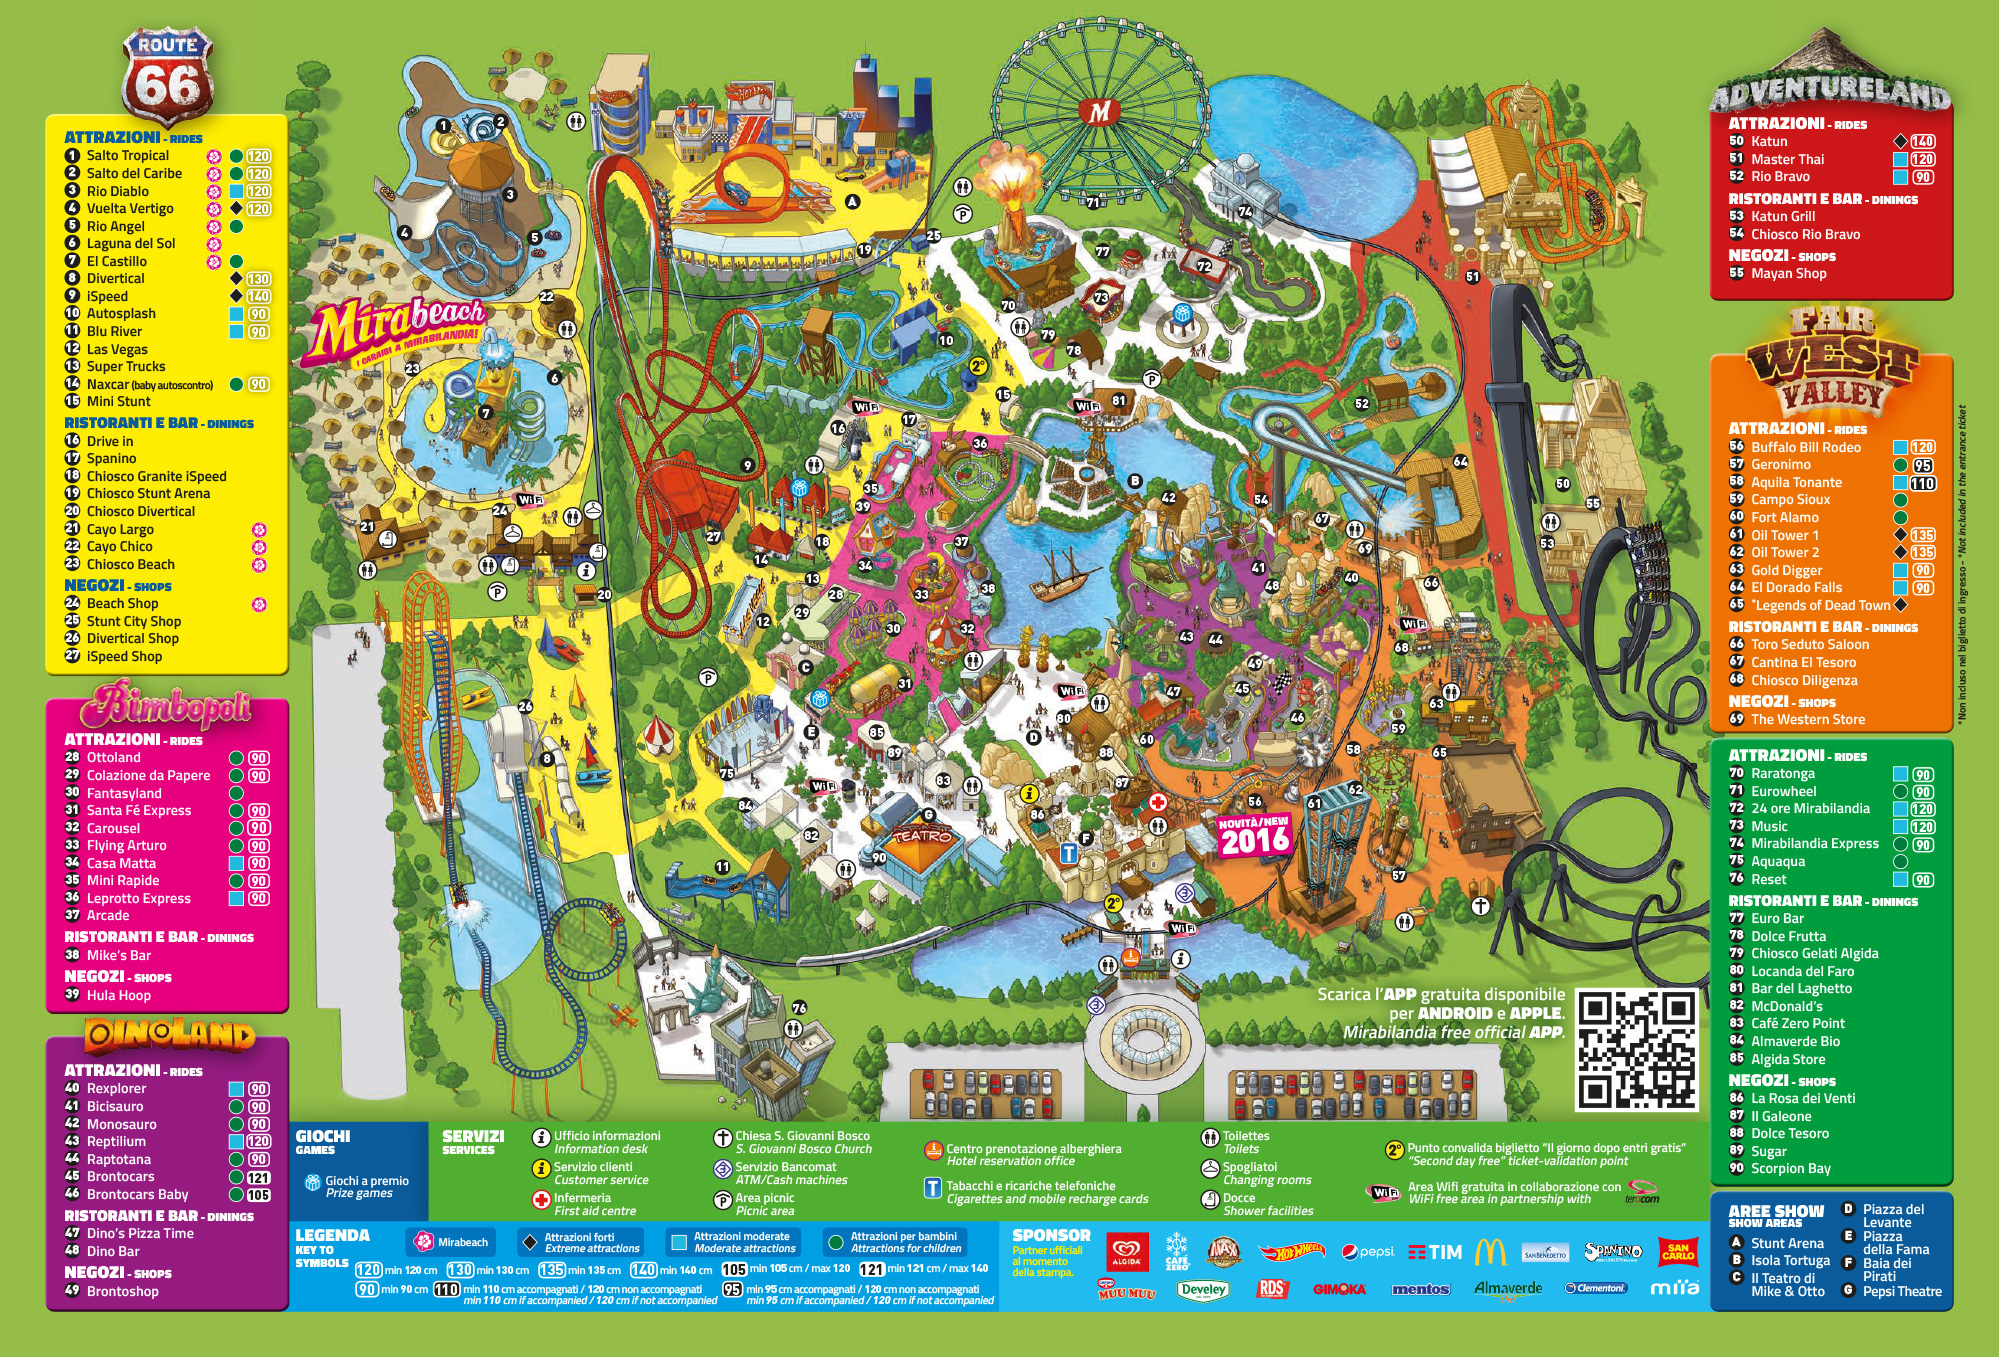 ROUTE
66
ATTRAZIONI - RIDES
1 Salto Tropical 120
2 Salto del Caribe 120
3 Rio Diablo 120
4 Vuelta Vertigo 120
5 Rio Angel
6 Laguna del Sol
7 El Castillo
8 Divertical 130
9 iSpeed 140
10 Autosplash 90
11 Blu River 90
12 Las Vegas
13 Super Trucks
14 Naxcar (baby autoscontro) 90
15 Mini Stunt
RISTORANTI E BAR - DININGS
16 Drive in
17 Spanino
18 Chiosco Granite iSpeed
19 Chiosco Stunt Arena
20 Chiosco Divertical
21 Cayo Largo
22 Cayo Chico
23 Chiosco Beach
NEGOZI - SHOPS
24 Beach Shop
25 Stunt City Shop
26 Divertical Shop
27 iSpeed Shop
Bimbopoli
ATTRAZIONI - RIDES
28 Ottoland 90
29 Colazione da Papere 90
30 Fantasyland
31 Santa Fé Express 90
32 Carousel 90
33 Flying Arturo 90
34 Casa Matta 90
35 Mini Rapide 90
36 Leprotto Express 90
37 Arcade
RISTORANTI E BAR - DININGS
38 Mike's Bar
NEGOZI - SHOPS
39 Hula Hoop
DINOLAND
ATTRAZIONI - RIDES
40 Rexplorer 90
41 Bicisauro 90
42 Monosauro 90
43 Reptilium 120
44 Raptotana 90
45 Brontocars 121
46 Brontocars Baby 105
RISTORANTI E BAR - DININGS
47 Dino's Pizza Time
48 Dino Bar
NEGOZI - SHOPS
49 Brontoshop
Mirabeach
I CARAIBI A MIRABILANDIA!
M
TEATRO
NOVITÀ/NEW
2016
WiFi
Scarica l'APP gratuita disponibile
per ANDROID e APPLE.
Mirabilandia free official APP.
ADVENTURELAND
ATTRAZIONI - RIDES
50 Katun 140
51 Master Thai 120
52 Rio Bravo 90
RISTORANTI E BAR - DININGS
53 Katun Grill
54 Chiosco Rio Bravo
NEGOZI - SHOPS
55 Mayan Shop
FAR
WEST
VALLEY
ATTRAZIONI - RIDES
56 Buffalo Bill Rodeo 120
57 Geronimo 95
58 Aquila Tonante 110
59 Campo Sioux
60 Fort Alamo
61 Oil Tower 1 135
62 Oil Tower 2 135
63 Gold Digger 90
64 El Dorado Falls 90
65 *Legends of Dead Town
RISTORANTI E BAR - DININGS
66 Toro Seduto Saloon
67 Cantina El Tesoro
68 Chiosco Diligenza
NEGOZI - SHOPS
69 The Western Store
*Non incluso nel biglietto di ingresso - *Not included in the entrance ticket
ATTRAZIONI - RIDES
70 Raratonga 90
71 Eurowheel 90
72 24 ore Mirabilandia 120
73 Music 120
74 Mirabilandia Express 90
75 Aquaqua
76 Reset 90
RISTORANTI E BAR - DININGS
77 Euro Bar
78 Dolce Frutta
79 Chiosco Gelati Algida
80 Locanda del Faro
81 Bar del Laghetto
82 McDonald's
83 Café Zero Point
84 Almaverde Bio
85 Algida Store
NEGOZI - SHOPS
86 La Rosa dei Venti
87 Il Galeone
88 Dolce Tesoro
89 Sugar
90 Scorpion Bay
AREE SHOW
SHOW AREAS
A Stunt Arena
B Isola Tortuga
C Il Teatro di
Mike & Otto
D Piazza del
Levante
E Piazza
della Fama
F Baia dei
Pirati
G Pepsi Theatre
GIOCHI
GAMES
Giochi a premio
Prize games
SERVIZI
SERVICES
Ufficio informazioni
Information desk
Servizio clienti
Customer service
Infermeria
First aid centre
Chiesa S. Giovanni Bosco
S. Giovanni Bosco Church
Servizio Bancomat
ATM/Cash machines
Area picnic
Picnic area
Centro prenotazione alberghiera
Hotel reservation office
Tabacchi e ricariche telefoniche
Cigarettes and mobile recharge cards
Toilettes
Toilets
Spogliatoi
Changing rooms
Docce
Shower facilities
2° Punto convalida biglietto "Il giorno dopo entri gratis"
"Second day free" ticket-validation point
WiFi Area Wifi gratuita in collaborazione con
WiFi free area in partnership with
LEGENDA
KEY TO
SYMBOLS
Mirabeach
Attrazioni forti
Extreme attractions
Attrazioni moderate
Moderate attractions
Attrazioni per bambini
Attractions for children
120 min 120 cm 130 min 130 cm 135 min 135 cm 140 min 140 cm 105 min 105 cm / max 120 121 min 121 cm / max 140
90 min 90 cm 110 min 110 cm accompagnati / 120 cm non accompagnati
min 110 cm if accompanied / 120 cm if not accompanied
95 min 95 cm accompagnati / 120 cm non accompagnati
min 95 cm if accompanied / 120 cm if not accompanied
SPONSOR
Partner ufficiali
al momento
della stampa.
ALGIDA
CAFÉ ZERO
Hot Wheels
pepsi
TIM
SAN BENEDETTO
SPANINO
SAN CARLO
MUU MUU
Develey
RDS
GIMOKA
mentos
Almaverde
Clementoni
miia